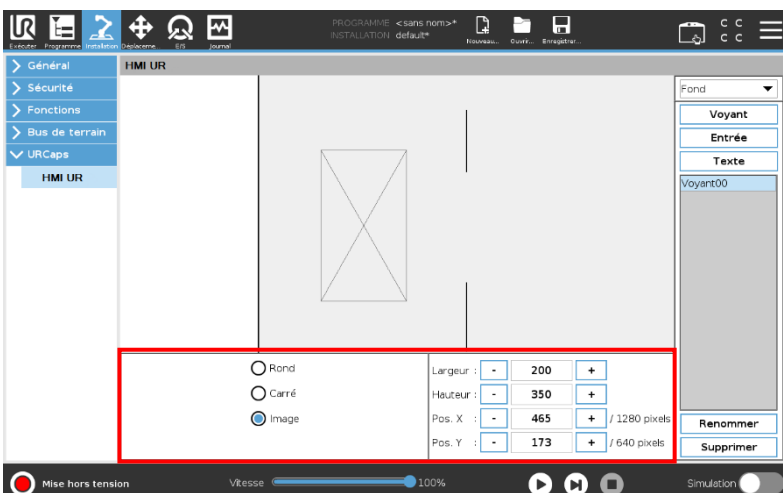 UR
PROGRAMME <sans nom>*
INSTALLATION default*
Exécuter Programme Installation Déplaceme... E/S Journal
Nouveau... Ouvrir... Enregistrer...
C C
C C
Général
HMI UR
Sécurité
Fonctions
Bus de terrain
URCaps
HMI UR
Fond
Voyant
Entrée
Texte
Voyant00
Rond
Carré
Image
Largeur : - 200 +
Hauteur : - 350 +
Pos. X : - 465 + / 1280 pixels
Pos. Y : - 173 + / 640 pixels
Renommer
Supprimer
Mise hors tension
Vitesse 100%
Simulation